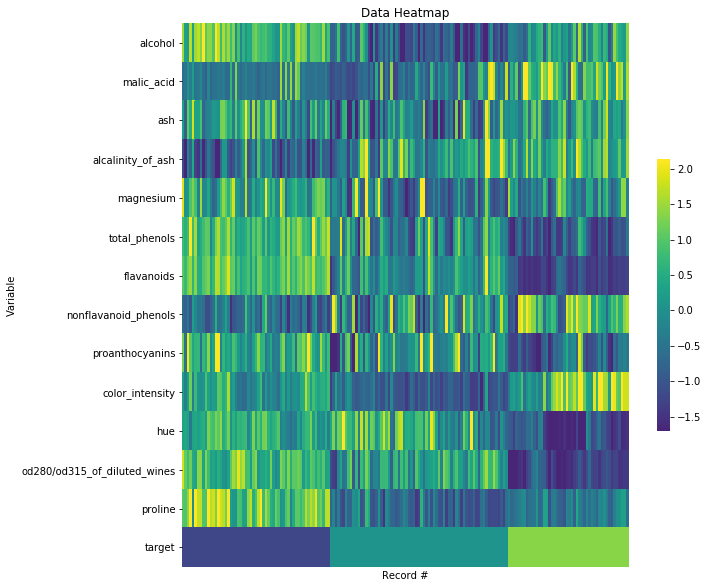 Data Heatmap
alcohol
malic_acid
ash
alcalinity_of_ash
magnesium
total_phenols
flavanoids
nonflavanoid_phenols
proanthocyanins
color_intensity
hue
od280/od315_of_diluted_wines
proline
target
Variable
Record #
2.0
1.5
1.0
0.5
0.0
−0.5
−1.0
−1.5